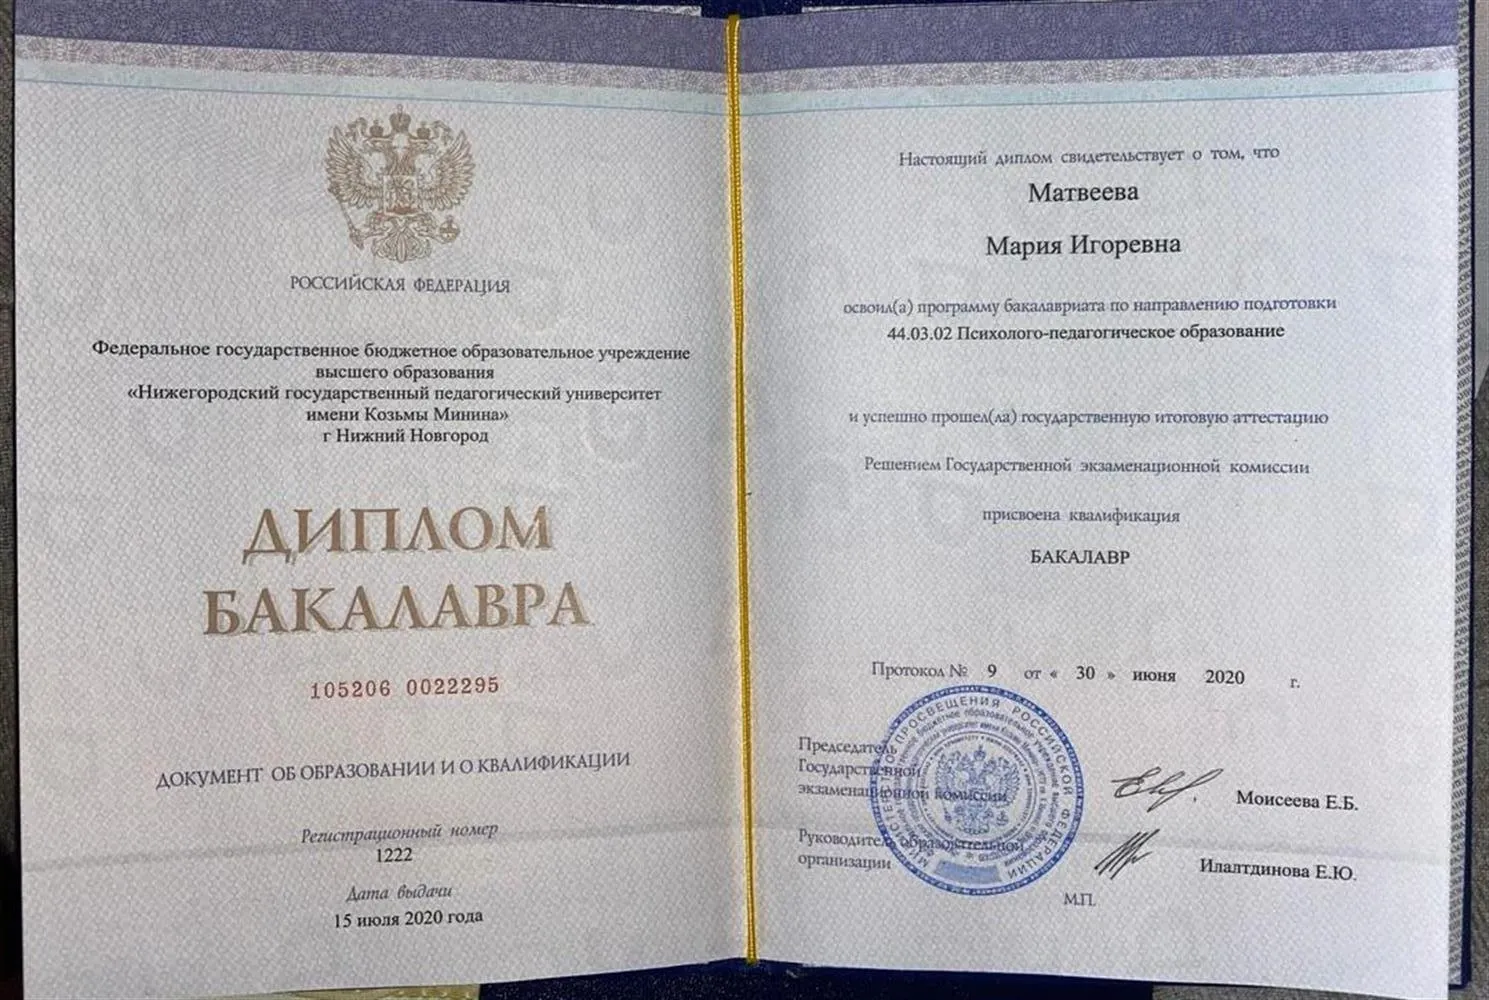 РОССИЙСКАЯ ФЕДЕРАЦИЯ
Федеральное государственное бюджетное образовательное учреждение
высшего образования
«Нижегородский государственный педагогический университет
имени Козьмы Минина»
г Нижний Новгород
ДИПЛОМ
БАКАЛАВРА
105206 0022295
ДОКУМЕНТ ОБ ОБРАЗОВАНИИ И О КВАЛИФИКАЦИИ
Регистрационный номер
1222
Дата выдачи
15 июля 2020 года
Настоящий диплом свидетельствует о том, что
Матвеева
Мария Игоревна
освоил(а) программу бакалавриата по направлению подготовки
44.03.02 Психолого-педагогическое образование
и успешно прошел(ла) государственную итоговую аттестацию
Решением Государственной экзаменационной комиссии
присвоена квалификация
БАКАЛАВР
Протокол № 9 от « 30 » июня 2020 г.
Председатель
Государственной
экзаменационной комиссии
Моисеева Е.Б.
Руководитель образовательной
организации
Илалтдинова Е.Ю.
М.П.
МИНИСТЕРСТВО ПРОСВЕЩЕНИЯ РОССИЙСКОЙ ФЕДЕРАЦИИ